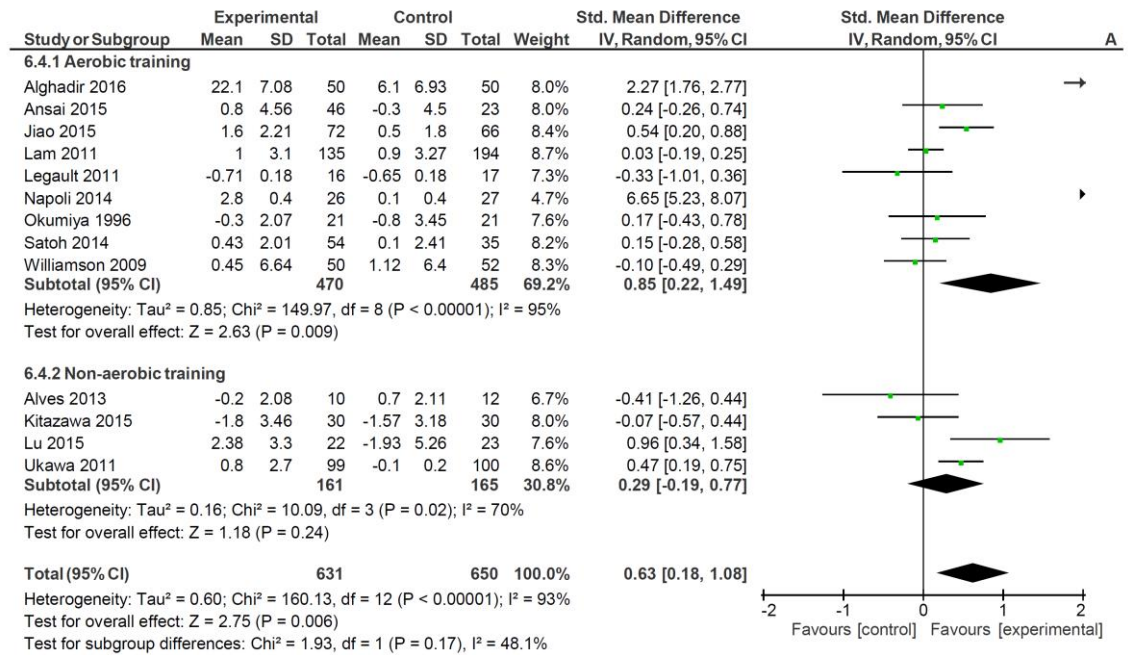 Experimental Control Std. Mean Difference Std. Mean Difference
Study or Subgroup Mean SD Total Mean SD Total Weight IV, Random, 95% CI IV, Random, 95% CI A
6.4.1 Aerobic training
Alghadir 2016 22.1 7.08 50 6.1 6.93 50 8.0% 2.27 [1.76, 2.77]
Ansai 2015 0.8 4.56 46 -0.3 4.5 23 8.0% 0.24 [-0.26, 0.74]
Jiao 2015 1.6 2.21 72 0.5 1.8 66 8.4% 0.54 [0.20, 0.88]
Lam 2011 1 3.1 135 0.9 3.27 194 8.7% 0.03 [-0.19, 0.25]
Legault 2011 -0.71 0.18 16 -0.65 0.18 17 7.3% -0.33 [-1.01, 0.36]
Napoli 2014 2.8 0.4 26 0.1 0.4 27 4.7% 6.65 [5.23, 8.07]
Okumiya 1996 -0.3 2.07 21 -0.8 3.45 21 7.6% 0.17 [-0.43, 0.78]
Satoh 2014 0.43 2.01 54 0.1 2.41 35 8.2% 0.15 [-0.28, 0.58]
Williamson 2009 0.45 6.64 50 1.12 6.4 52 8.3% -0.10 [-0.49, 0.29]
Subtotal (95% CI) 470 485 69.2% 0.85 [0.22, 1.49]
Heterogeneity: Tau² = 0.85; Chi² = 149.97, df = 8 (P < 0.00001); I² = 95%
Test for overall effect: Z = 2.63 (P = 0.009)
6.4.2 Non-aerobic training
Alves 2013 -0.2 2.08 10 0.7 2.11 12 6.7% -0.41 [-1.26, 0.44]
Kitazawa 2015 -1.8 3.46 30 -1.57 3.18 30 8.0% -0.07 [-0.57, 0.44]
Lu 2015 2.38 3.3 22 -1.93 5.26 23 7.6% 0.96 [0.34, 1.58]
Ukawa 2011 0.8 2.7 99 -0.1 0.2 100 8.6% 0.47 [0.19, 0.75]
Subtotal (95% CI) 161 165 30.8% 0.29 [-0.19, 0.77]
Heterogeneity: Tau² = 0.16; Chi² = 10.09, df = 3 (P = 0.02); I² = 70%
Test for overall effect: Z = 1.18 (P = 0.24)
Total (95% CI) 631 650 100.0% 0.63 [0.18, 1.08]
Heterogeneity: Tau² = 0.60; Chi² = 160.13, df = 12 (P < 0.00001); I² = 93%
Test for overall effect: Z = 2.75 (P = 0.006)
Test for subgroup differences: Chi² = 1.93, df = 1 (P = 0.17), I² = 48.1%
-2 -1 0 1 2
Favours [control] Favours [experimental]